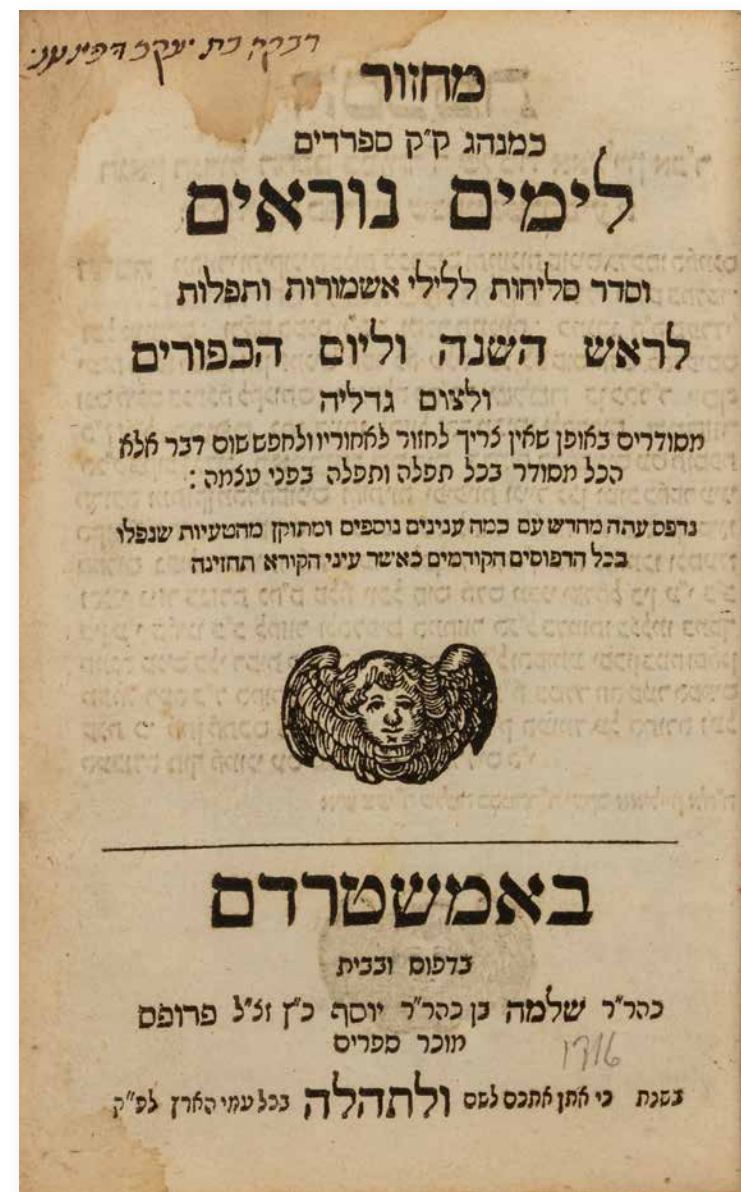 רבקה בת יעקב
מחזור
כמנהג ק״ק ספרדים
לימים נוראים
וסדר סליחות ללילי אשמורות ותפלות
לראש השנה וליום הכפורים
ולצום גדליה
מסודרים באופן שאין צריך לחזור לאחוריו ולחפש שום דבר אלא
הכל מסודר בכל תפלה ותפלה בפני עצמה :
נדפס עתה מחדש עם כמה ענינים נוספים ומתוקן מהטעיות שנפלו
בכל הדפוסים הקודמים כאשר עיני הקורא תחזינה
באמשטרדם
בדפוס ובבית
כהר״ר שלמה בן כהר״ר יוסף כ״ץ זצ״ל פרופס
מוכר ספרים
בשנת כי אתן אתכם לשם ולתהלה בכל עמי הארץ לפ״ק